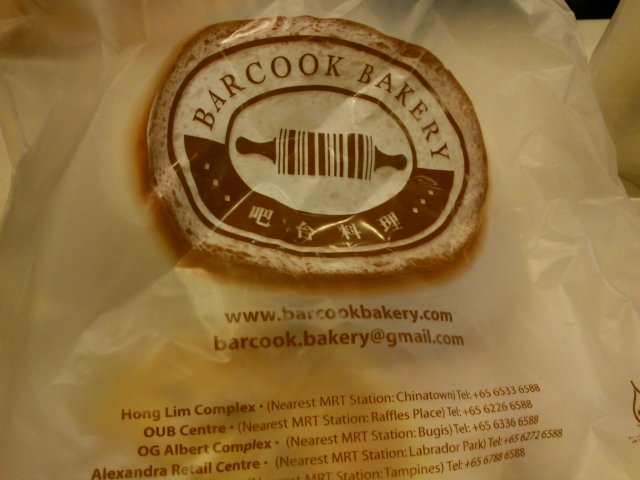 BARCOOK BAKERY
吧台料理
www.barcookbakery.com
barcook.bakery@gmail.com
Hong Lim Complex • (Nearest MRT Station: Chinatown) Tel: +65 6533 6588
OUB Centre • (Nearest MRT Station: Raffles Place) Tel: +65 6226 6588
OG Albert Complex • (Nearest MRT Station: Bugis) Tel: +65 6336 6588
Alexandra Retail Centre • (Nearest MRT Station: Labrador Park) Tel: +65 6272 6588
(Nearest MRT Station: Tampines) Tel: +65 6788 6588